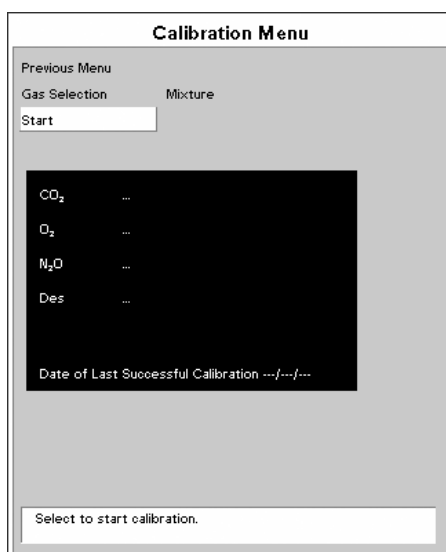 Calibration Menu
Previous Menu
Gas Selection Mixture
Start
CO₂ ...
O₂ ...
N₂O ...
Des ...
Date of Last Successful Calibration ---/---/---
Select to start calibration.